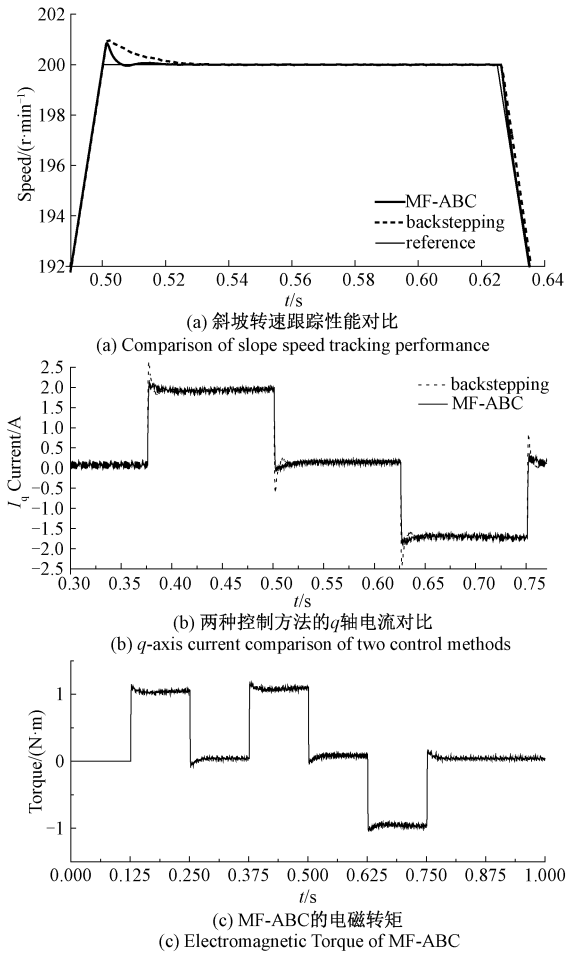 202
200
198
196
194
192
Speed/(r·min⁻¹)
MF-ABC
backstepping
reference
0.50 0.52 0.54 0.56 0.58 0.60 0.62 0.64
t/s
(a) 斜坡转速跟踪性能对比
(a) Comparison of slope speed tracking performance
2.5
2.0
1.5
1.0
0.5
0.0
−0.5
−1.0
−1.5
−2.0
−2.5
Iq Current/A
backstepping
MF-ABC
0.30 0.35 0.40 0.45 0.50 0.55 0.60 0.65 0.70 0.75
t/s
(b) 两种控制方法的q轴电流对比
(b) q-axis current comparison of two control methods
1
0
−1
Torque/(N·m)
0.000 0.125 0.250 0.375 0.500 0.625 0.750 0.875 1.000
t/s
(c) MF-ABC的电磁转矩
(c) Electromagnetic Torque of MF-ABC